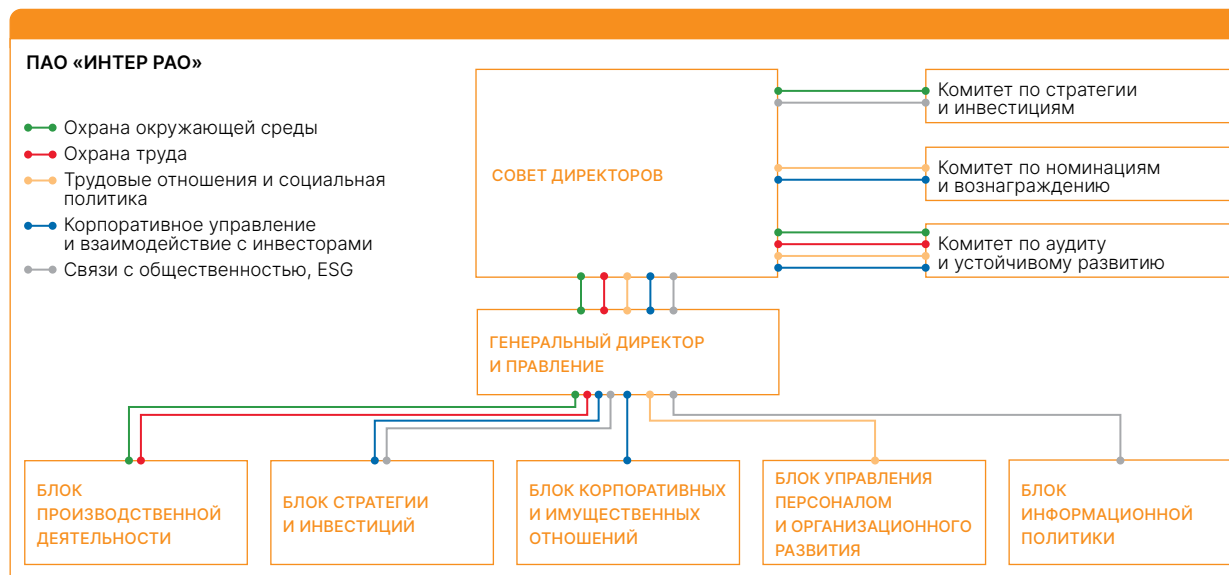 ПАО «ИНТЕР РАО»
Охрана окружающей среды
Охрана труда
Трудовые отношения и социальная
политика
Корпоративное управление
и взаимодействие с инвесторами
Связи с общественностью, ESG
СОВЕТ ДИРЕКТОРОВ
Комитет по стратегии
и инвестициям
Комитет по номинациям
и вознаграждению
Комитет по аудиту
и устойчивому развитию
ГЕНЕРАЛЬНЫЙ ДИРЕКТОР
И ПРАВЛЕНИЕ
БЛОК
ПРОИЗВОДСТВЕННОЙ
ДЕЯТЕЛЬНОСТИ
БЛОК СТРАТЕГИИ
И ИНВЕСТИЦИЙ
БЛОК КОРПОРАТИВНЫХ
И ИМУЩЕСТВЕННЫХ
ОТНОШЕНИЙ
БЛОК УПРАВЛЕНИЯ
ПЕРСОНАЛОМ
И ОРГАНИЗАЦИОННОГО
РАЗВИТИЯ
БЛОК
ИНФОРМАЦИОННОЙ
ПОЛИТИКИ